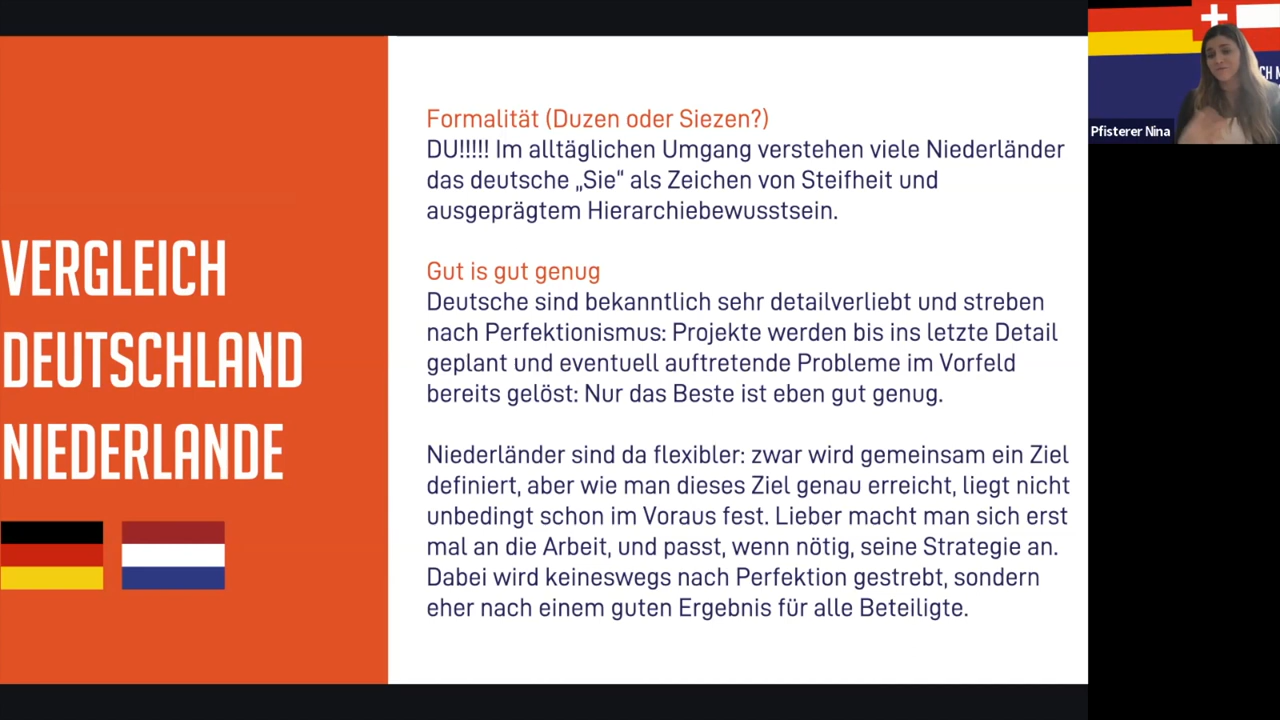 VERGLEICH
DEUTSCHLAND
NIEDERLANDE
Formalität (Duzen oder Siezen?)
DU!!!!! Im alltäglichen Umgang verstehen viele Niederländer
das deutsche „Sie“ als Zeichen von Steifheit und
ausgeprägtem Hierarchiebewusstsein.
Gut is gut genug
Deutsche sind bekanntlich sehr detailverliebt und streben
nach Perfektionismus: Projekte werden bis ins letzte Detail
geplant und eventuell auftretende Probleme im Vorfeld
bereits gelöst: Nur das Beste ist eben gut genug.
Niederländer sind da flexibler: zwar wird gemeinsam ein Ziel
definiert, aber wie man dieses Ziel genau erreicht, liegt nicht
unbedingt schon im Voraus fest. Lieber macht man sich erst
mal an die Arbeit, und passt, wenn nötig, seine Strategie an.
Dabei wird keineswegs nach Perfektion gestrebt, sondern
eher nach einem guten Ergebnis für alle Beteiligte.
Pfisterer Nina